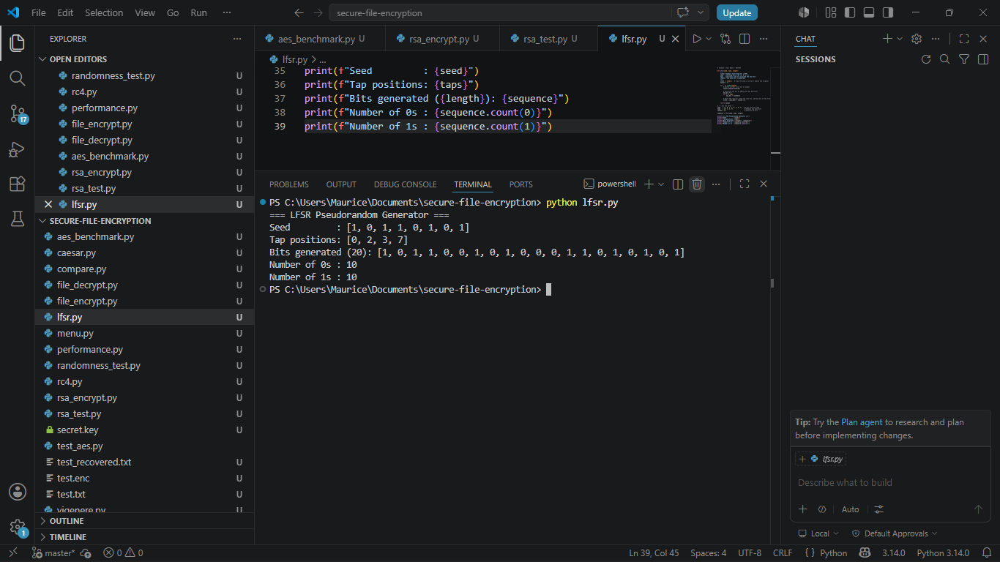 File Edit Selection View Go Run ···
secure-file-encryption
Update
EXPLORER
OPEN EDITORS
randomness_test.py U
rc4.py U
performance.py U
file_encrypt.py U
file_decrypt.py U
aes_benchmark.py U
rsa_encrypt.py U
rsa_test.py U
lfsr.py U
SECURE-FILE-ENCRYPTION
aes_benchmark.py U
caesar.py U
compare.py U
file_decrypt.py U
file_encrypt.py U
lfsr.py U
menu.py U
performance.py U
randomness_test.py U
rc4.py U
rsa_encrypt.py U
rsa_test.py U
secret.key U
test_aes.py U
test_recovered.txt U
test.enc U
test.txt U
vigenere.py U
OUTLINE
TIMELINE
17
1
aes_benchmark.py U rsa_encrypt.py U rsa_test.py U lfsr.py U
lfsr.py > ...
35 print(f"Seed : {seed}")
36 print(f"Tap positions: {taps}")
37 print(f"Bits generated ({length}): {sequence}")
38 print(f"Number of 0s : {sequence.count(0)}")
39 print(f"Number of 1s : {sequence.count(1)}")
PROBLEMS OUTPUT DEBUG CONSOLE TERMINAL PORTS powershell
PS C:\Users\Maurice\Documents\secure-file-encryption> python lfsr.py
=== LFSR Pseudorandom Generator ===
Seed : [1, 0, 1, 1, 0, 1, 0, 1]
Tap positions: [0, 2, 3, 7]
Bits generated (20): [1, 0, 1, 1, 0, 0, 1, 0, 1, 0, 0, 0, 1, 1, 0, 1, 0, 1, 0, 1]
Number of 0s : 10
Number of 1s : 10
PS C:\Users\Maurice\Documents\secure-file-encryption>
CHAT
SESSIONS
Tip: Try the Plan agent to research and plan
before implementing changes.
lfsr.py
Describe what to build
Auto
Local Default Approvals
master* 0 0 Ln 39, Col 45 Spaces: 4 UTF-8 CRLF { } Python 3.14.0 Python 3.14.0